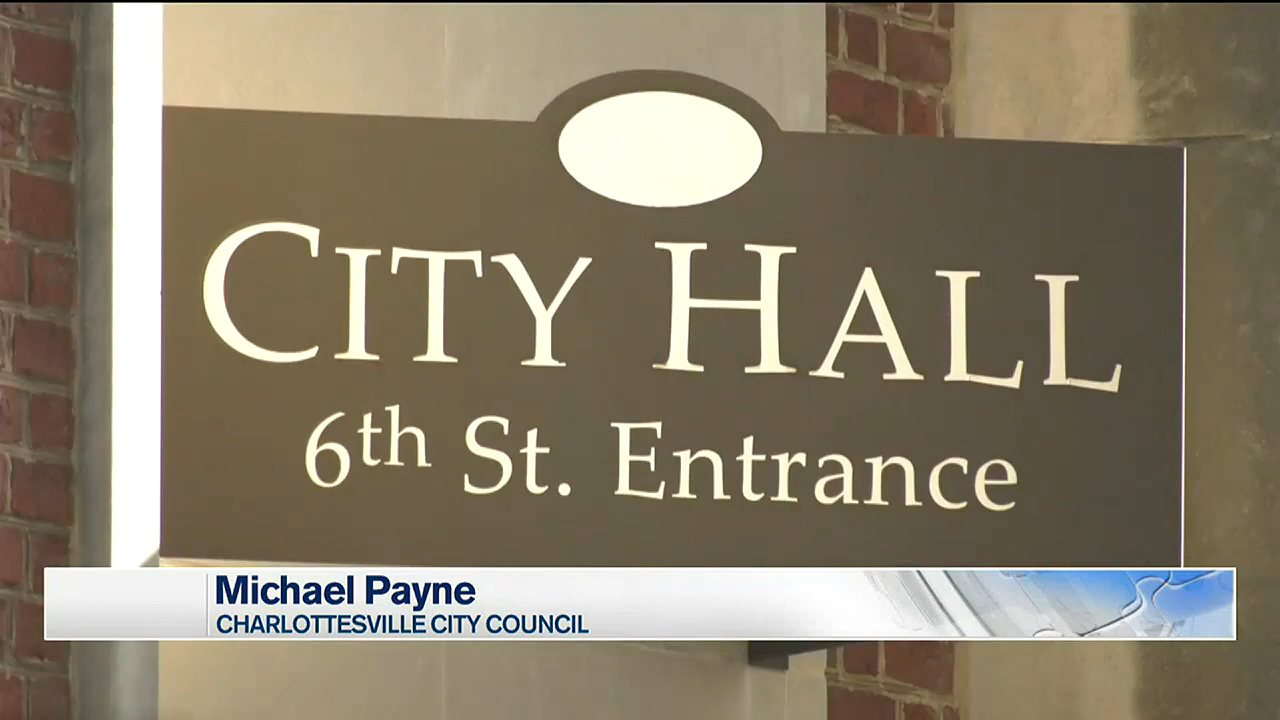 CITY HALL
6th St. Entrance
Michael Payne
CHARLOTTESVILLE CITY COUNCIL